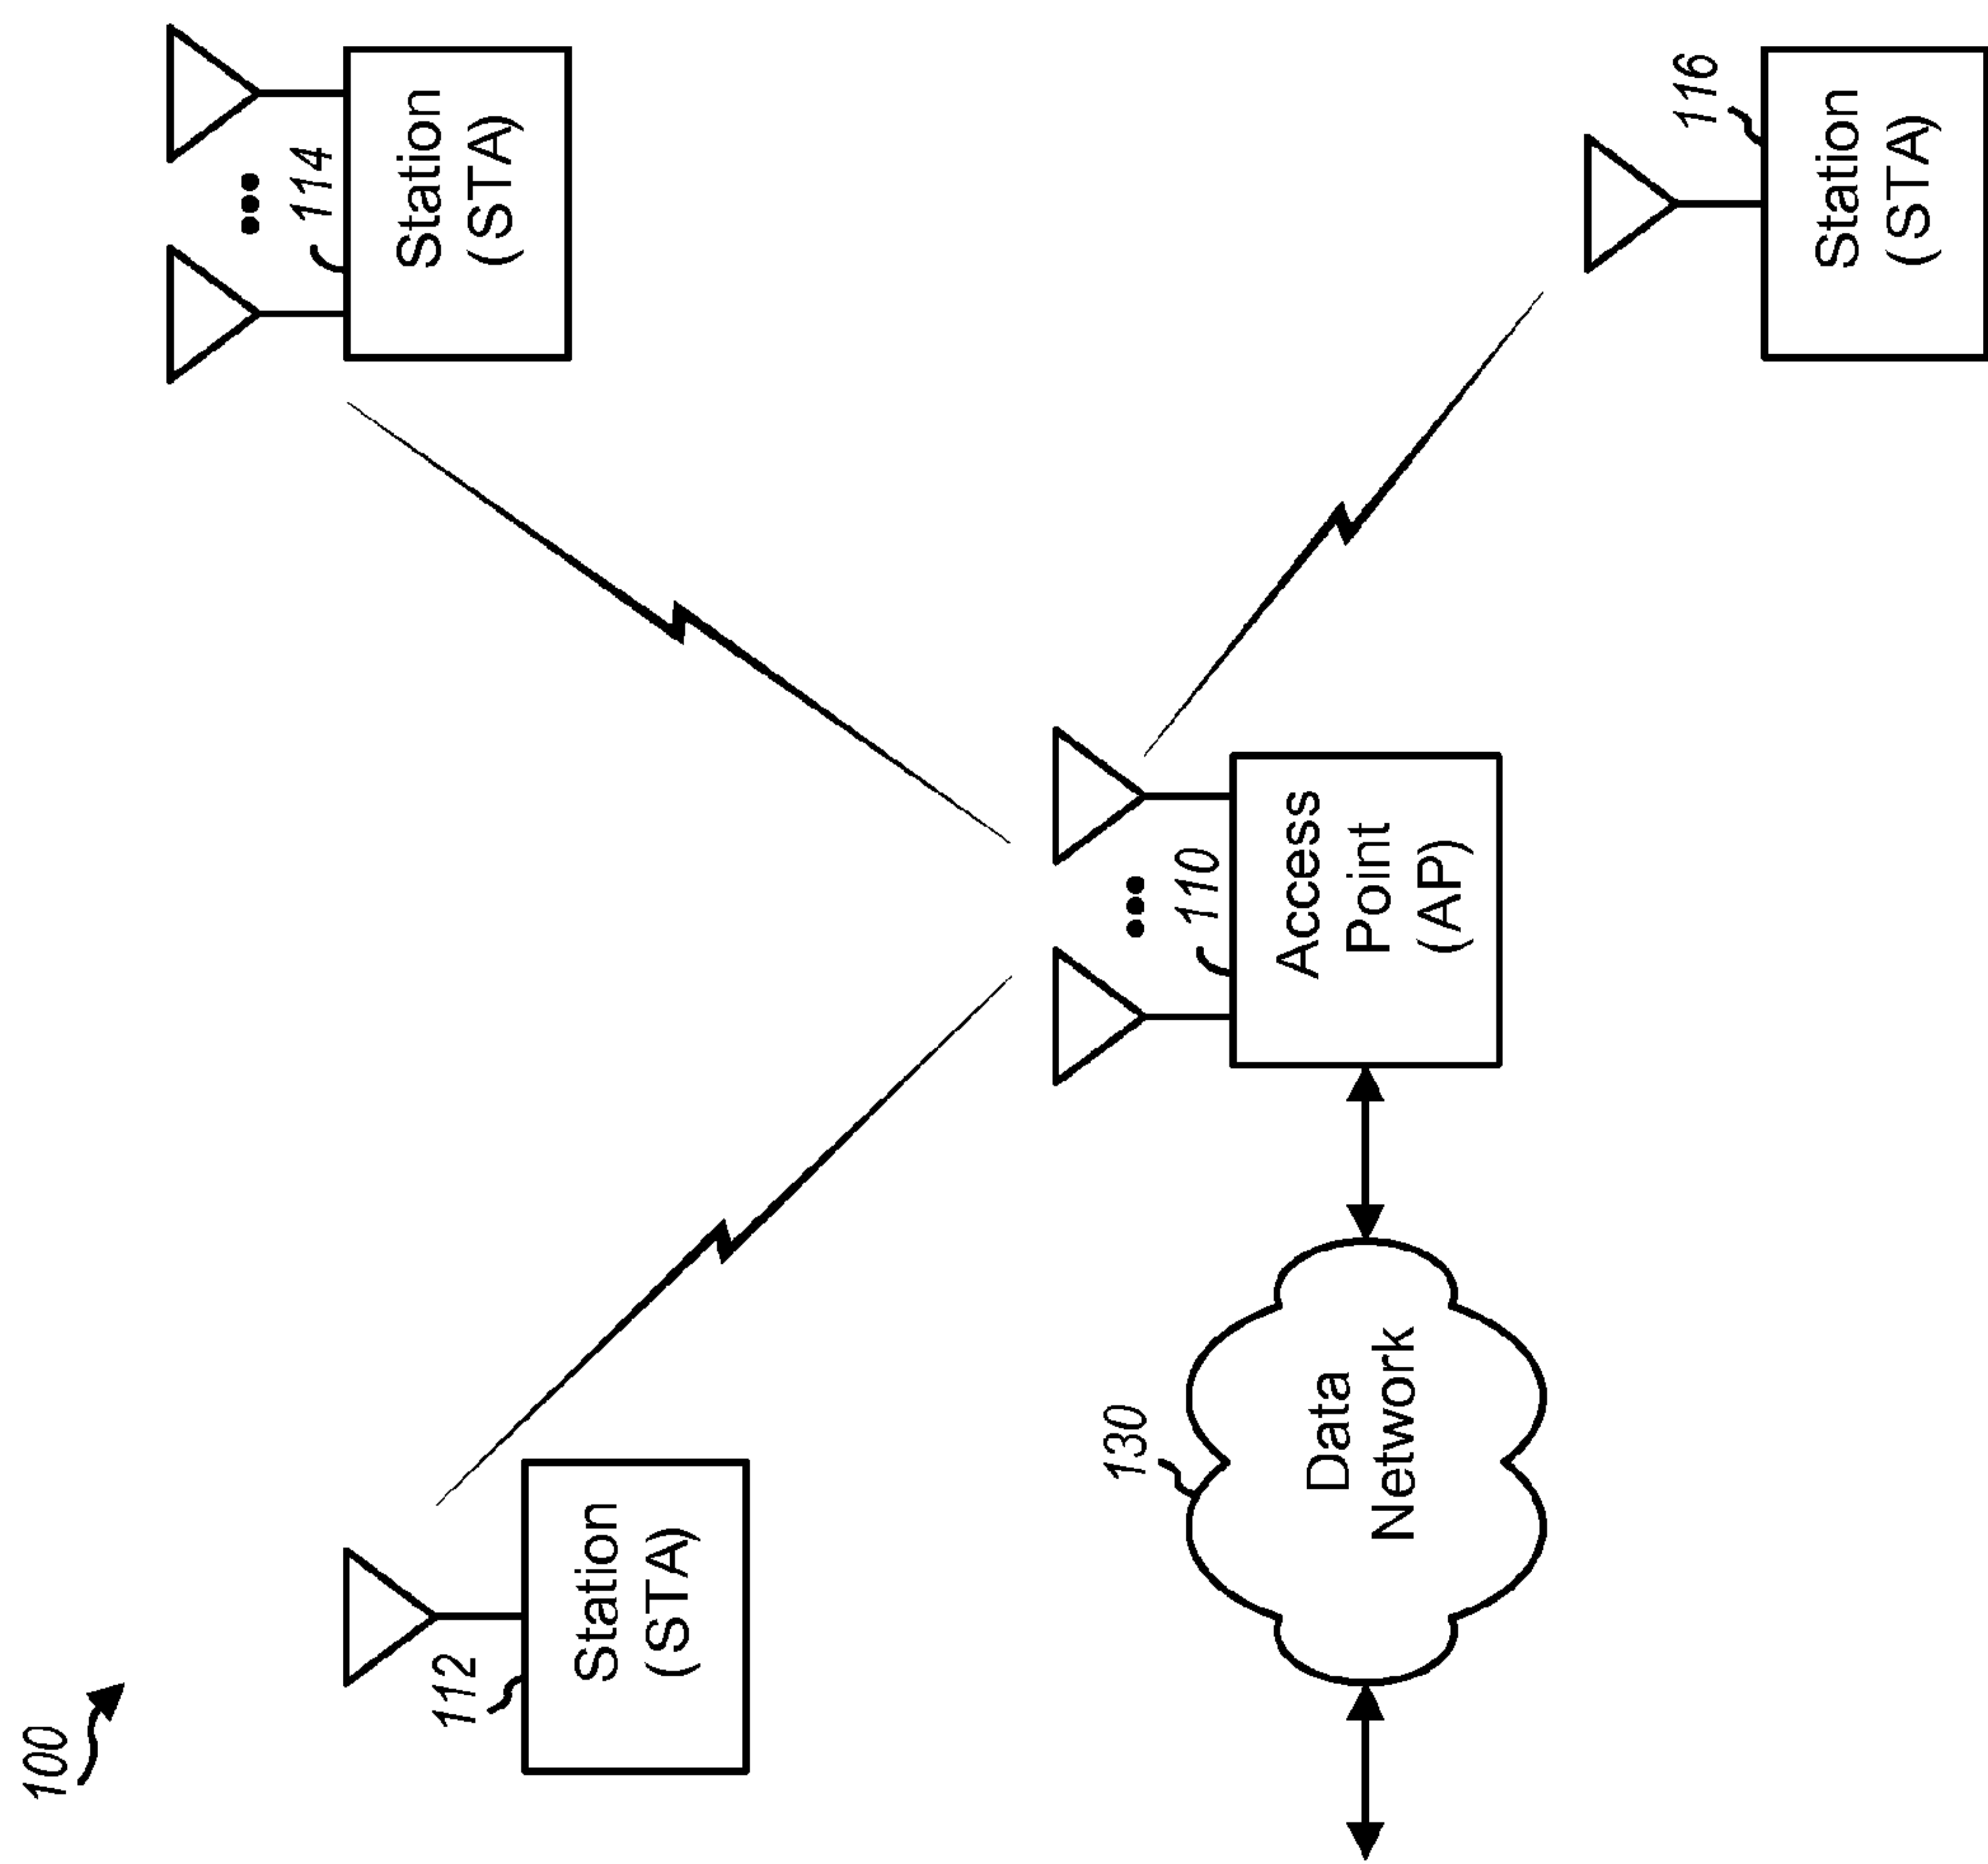 100
112
Station
(STA)
114
Station
(STA)
130
Data
Network
110
Access
Point
(AP)
116
Station
(STA)